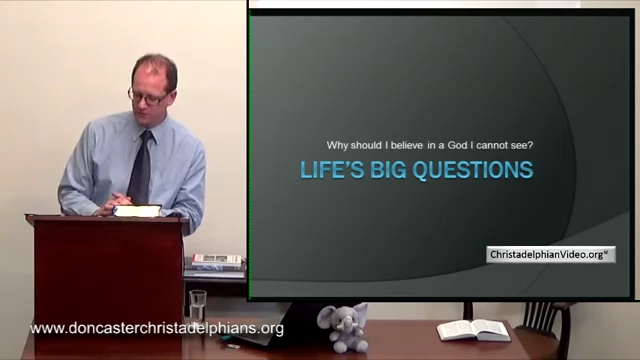 Why should I believe in a God I cannot see?
LIFE'S BIG QUESTIONS
ChristadelphianVideo.org
www.doncasterchristadelphians.org